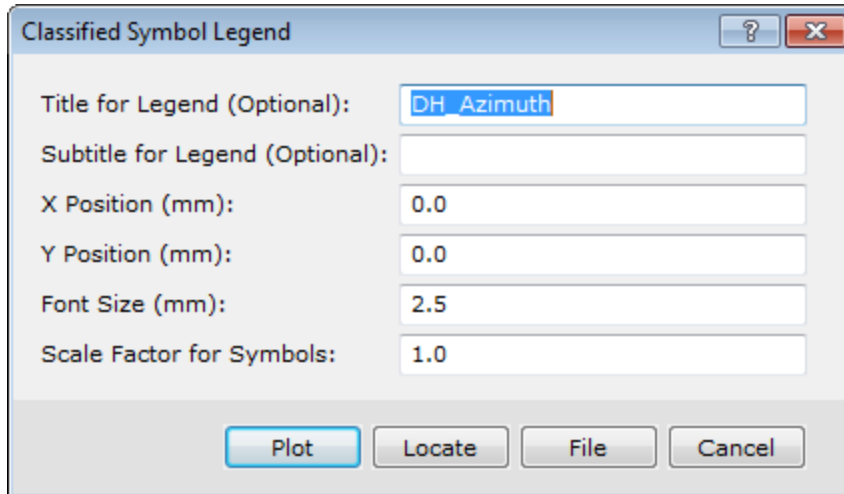 Classified Symbol Legend
Title for Legend (Optional): DH_Azimuth
Subtitle for Legend (Optional):
X Position (mm): 0.0
Y Position (mm): 0.0
Font Size (mm): 2.5
Scale Factor for Symbols: 1.0
Plot Locate File Cancel